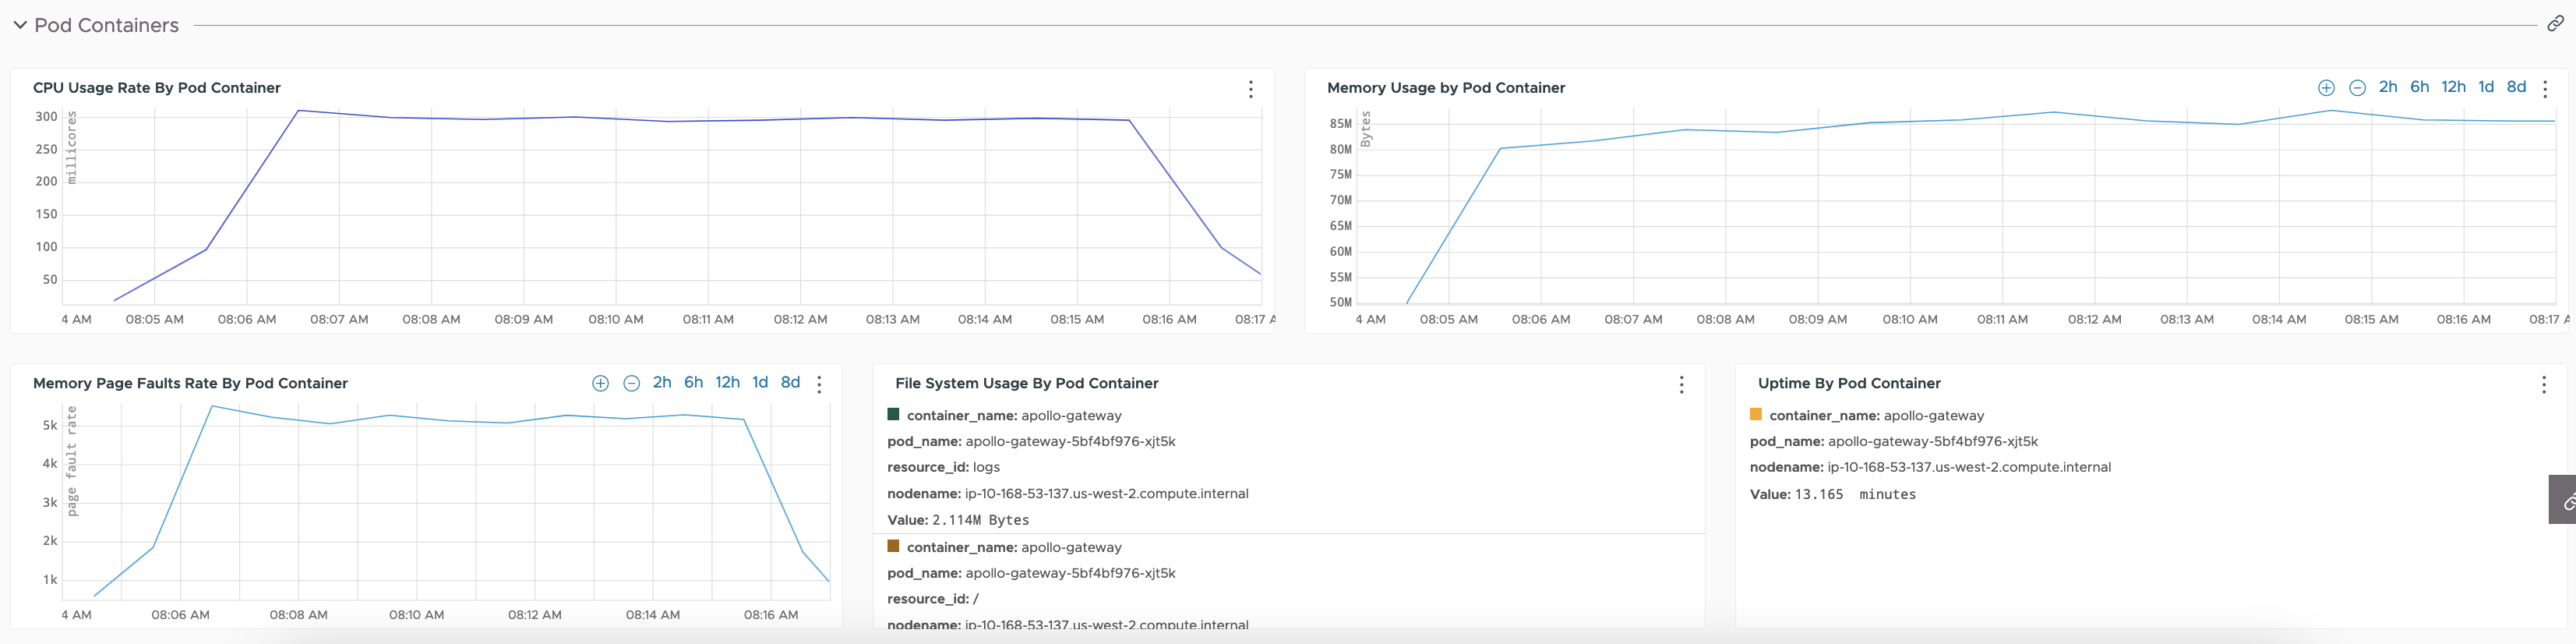 Pod Containers
CPU Usage Rate By Pod Container
300
250
200
150
100
50
millicores
4 AM 08:05 AM 08:06 AM 08:07 AM 08:08 AM 08:09 AM 08:10 AM 08:11 AM 08:12 AM 08:13 AM 08:14 AM 08:15 AM 08:16 AM 08:17 A
Memory Usage by Pod Container
2h 6h 12h 1d 8d
85M
80M
75M
70M
65M
60M
55M
50M
Bytes
4 AM 08:05 AM 08:06 AM 08:07 AM 08:08 AM 08:09 AM 08:10 AM 08:11 AM 08:12 AM 08:13 AM 08:14 AM 08:15 AM 08:16 AM 08:17 A
Memory Page Faults Rate By Pod Container
2h 6h 12h 1d 8d
5k
4k
3k
2k
1k
page fault rate
4 AM 08:06 AM 08:08 AM 08:10 AM 08:12 AM 08:14 AM 08:16 AM
File System Usage By Pod Container
container_name: apollo-gateway
pod_name: apollo-gateway-5bf4bf976-xjt5k
resource_id: logs
nodename: ip-10-168-53-137.us-west-2.compute.internal
Value: 2.114M Bytes
container_name: apollo-gateway
pod_name: apollo-gateway-5bf4bf976-xjt5k
resource_id: /
nodename: ip-10-168-53-137.us-west-2.compute.internal
Uptime By Pod Container
container_name: apollo-gateway
pod_name: apollo-gateway-5bf4bf976-xjt5k
nodename: ip-10-168-53-137.us-west-2.compute.internal
Value: 13.165 minutes